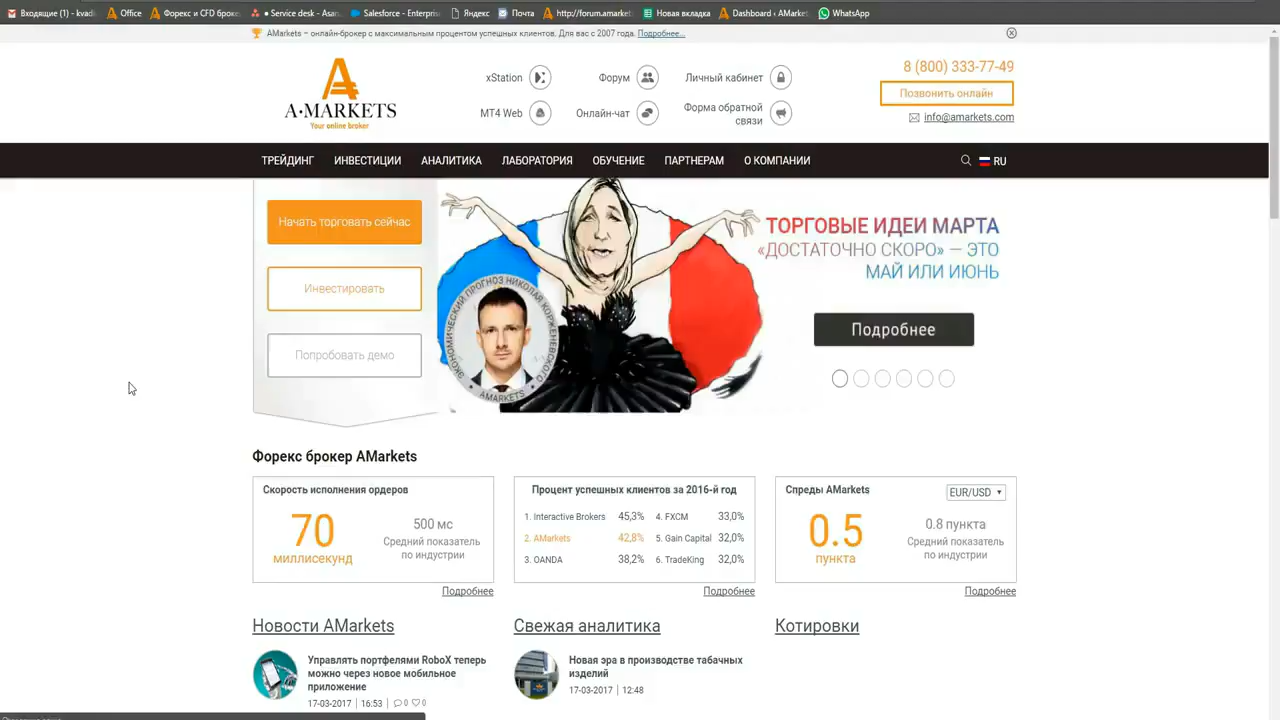 Входящие (1) - kvadi
Office
Форекс и CFD броке
● Service desk - Asan
Salesforce - Enterpris
Яндекс
Почта
http://forum.amarket
Новая вкладка
Dashboard ‹ AMarket
WhatsApp
AMarkets – онлайн-брокер с максимальным процентом успешных клиентов. Для вас с 2007 года. Подробнее...
A·MARKETS
Your online broker
xStation
Форум
Личный кабинет
MT4 Web
Онлайн-чат
Форма обратной
связи
8 (800) 333-77-49
Позвонить онлайн
info@amarkets.com
ТРЕЙДИНГ ИНВЕСТИЦИИ АНАЛИТИКА ЛАБОРАТОРИЯ ОБУЧЕНИЕ ПАРТНЕРАМ О КОМПАНИИ RU
Начать торговать сейчас
Инвестировать
Попробовать демо
ЭКОНОМИЧЕСКИЙ ПРОГНОЗ НИКОЛАЯ КОРЖЕНЕВСКОГО
AMARKETS
ТОРГОВЫЕ ИДЕИ МАРТА
«ДОСТАТОЧНО СКОРО» — ЭТО
МАЙ ИЛИ ИЮНЬ
Подробнее
Форекс брокер AMarkets
Скорость исполнения ордеров
70
миллисекунд
500 мс
Средний показатель
по индустрии
Подробнее
Процент успешных клиентов за 2016-й год
1. Interactive Brokers 45,3% 4. FXCM 33,0%
2. AMarkets 42,8% 5. Gain Capital 32,0%
3. OANDA 38,2% 6. TradeKing 32,0%
Подробнее
Спреды AMarkets
EUR/USD
0.5
пункта
0.8 пункта
Средний показатель
по индустрии
Подробнее
Новости AMarkets
Управлять портфелями RoboX теперь
можно через новое мобильное
приложение
17-03-2017 | 16:53 0 0
Свежая аналитика
Новая эра в производстве табачных
изделий
17-03-2017 | 12:48
Котировки